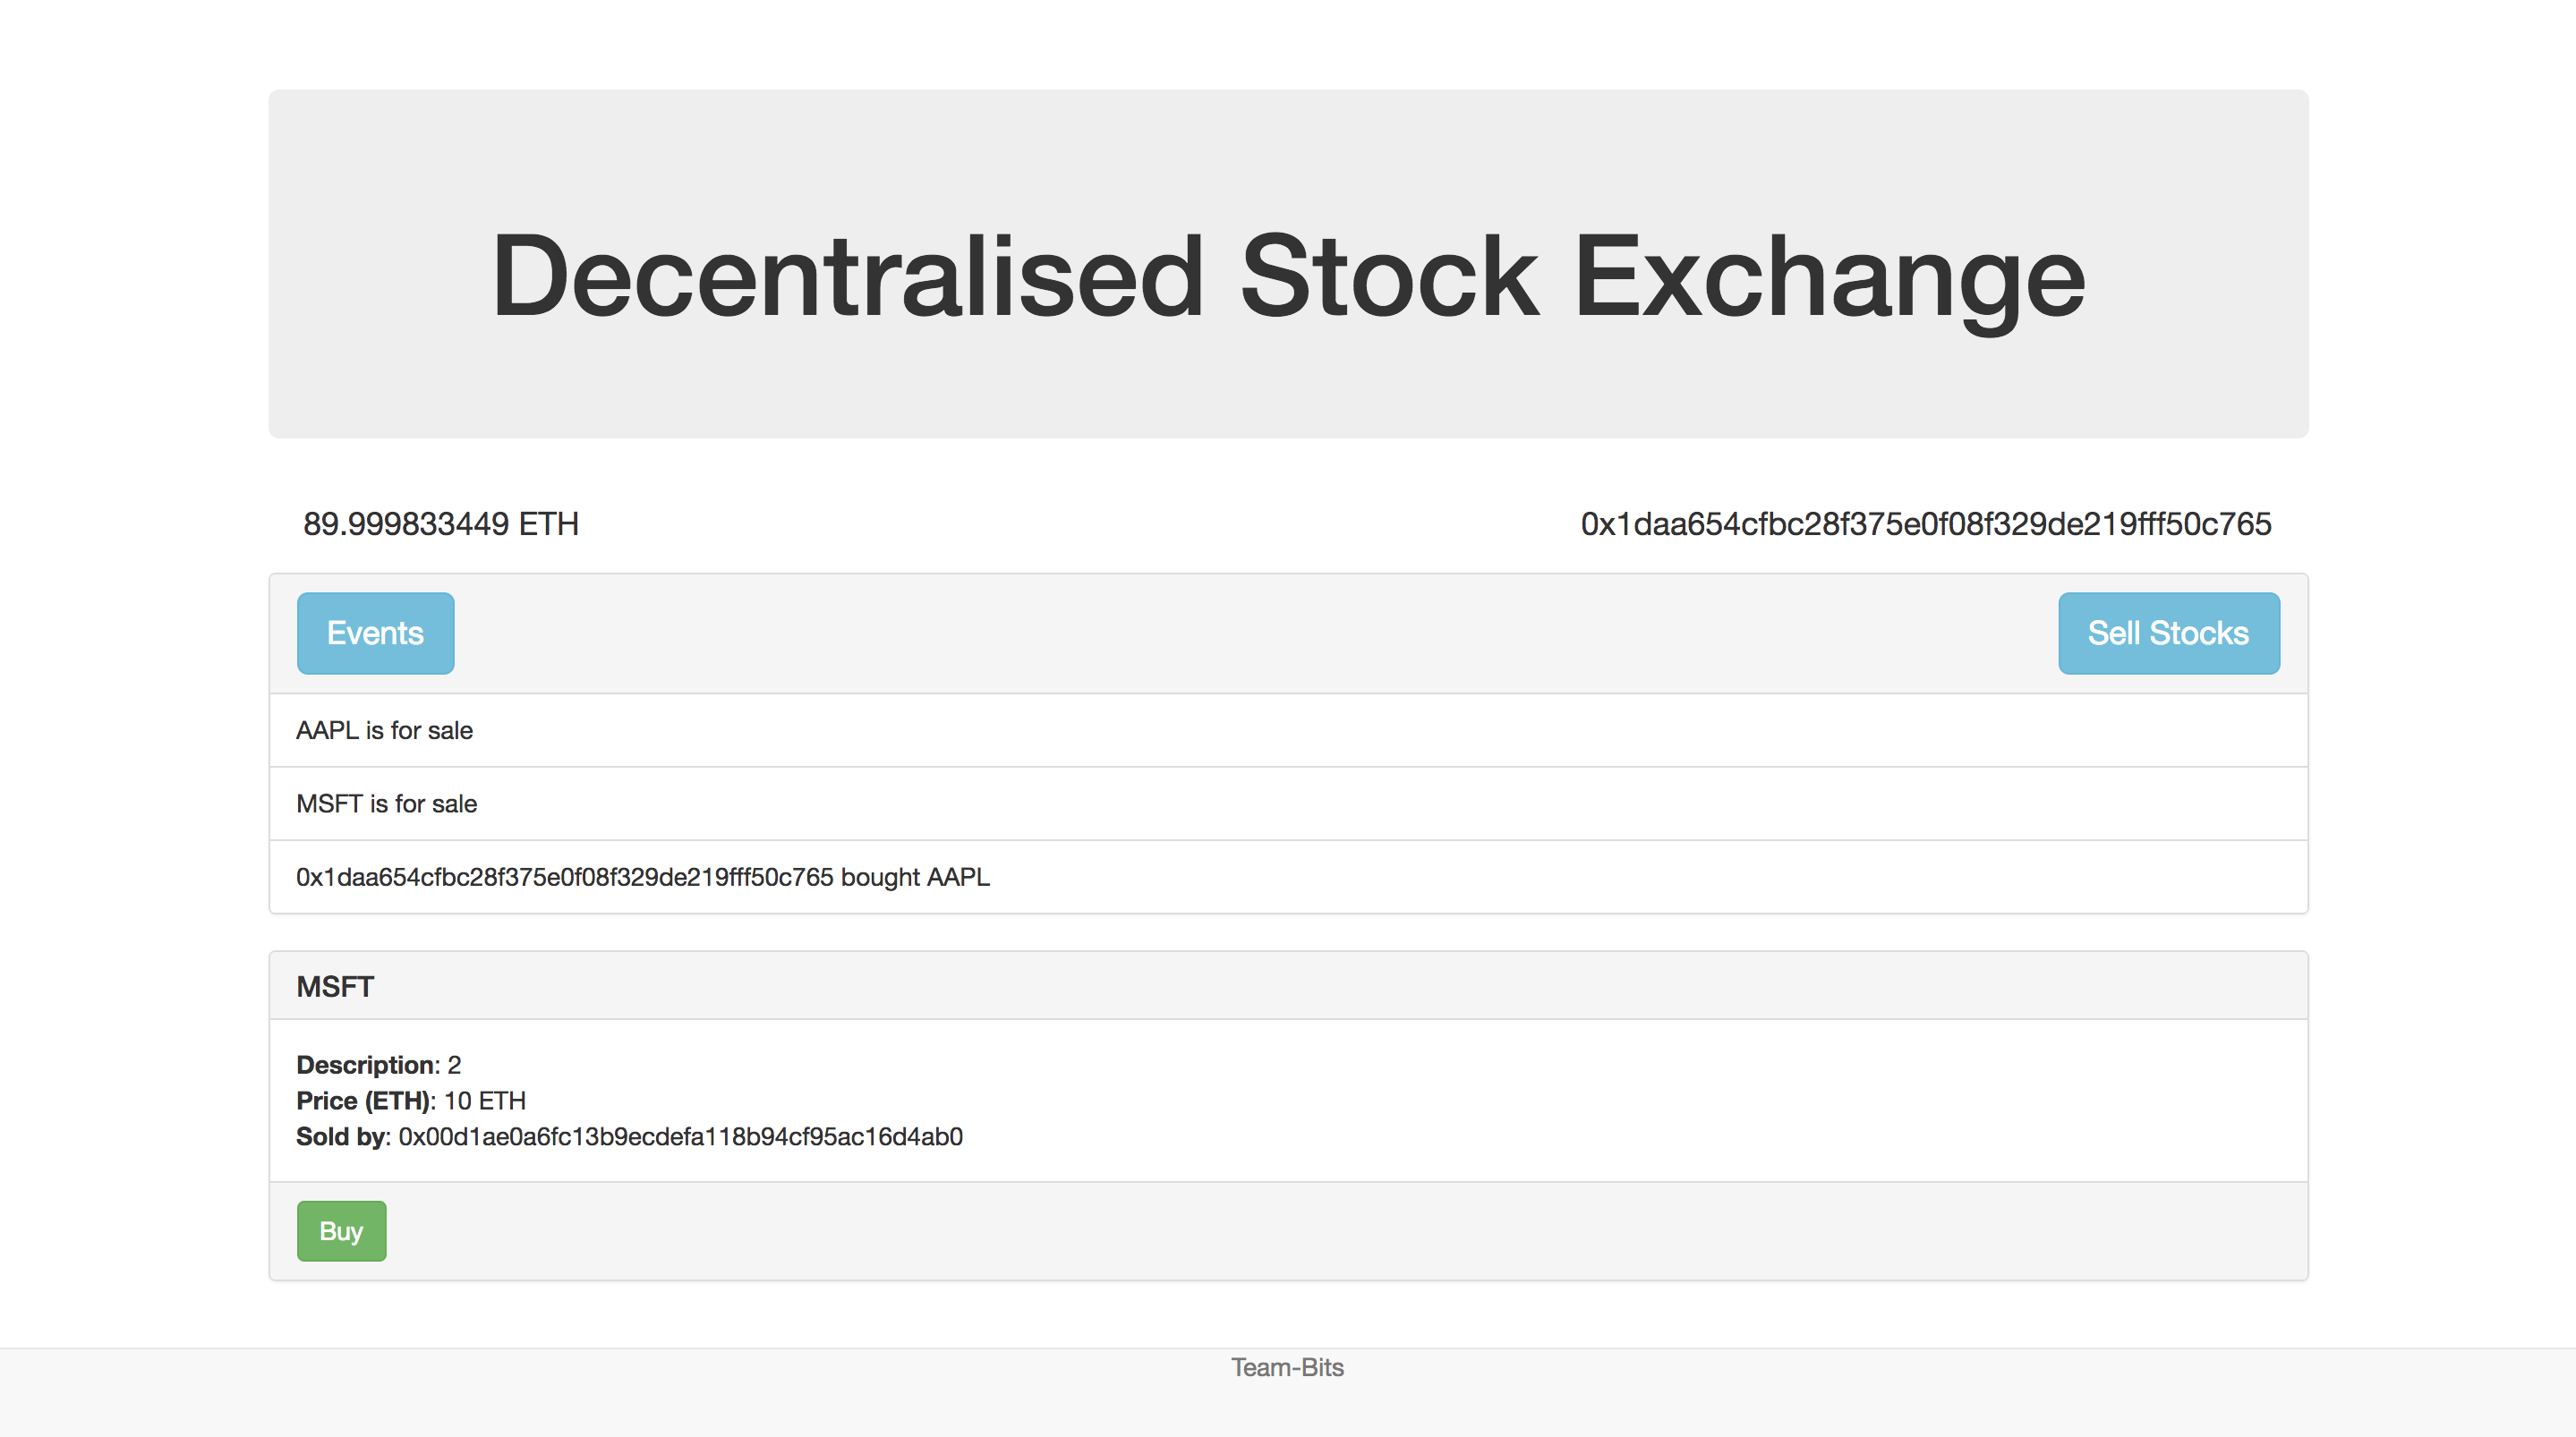 Decentralised Stock Exchange
89.999833449 ETH
0x1daa654cfbc28f375e0f08f329de219fff50c765
Events
Sell Stocks
AAPL is for sale
MSFT is for sale
0x1daa654cfbc28f375e0f08f329de219fff50c765 bought AAPL
MSFT
Description: 2
Price (ETH): 10 ETH
Sold by: 0x00d1ae0a6fc13b9ecdefa118b94cf95ac16d4ab0
Buy
Team-Bits